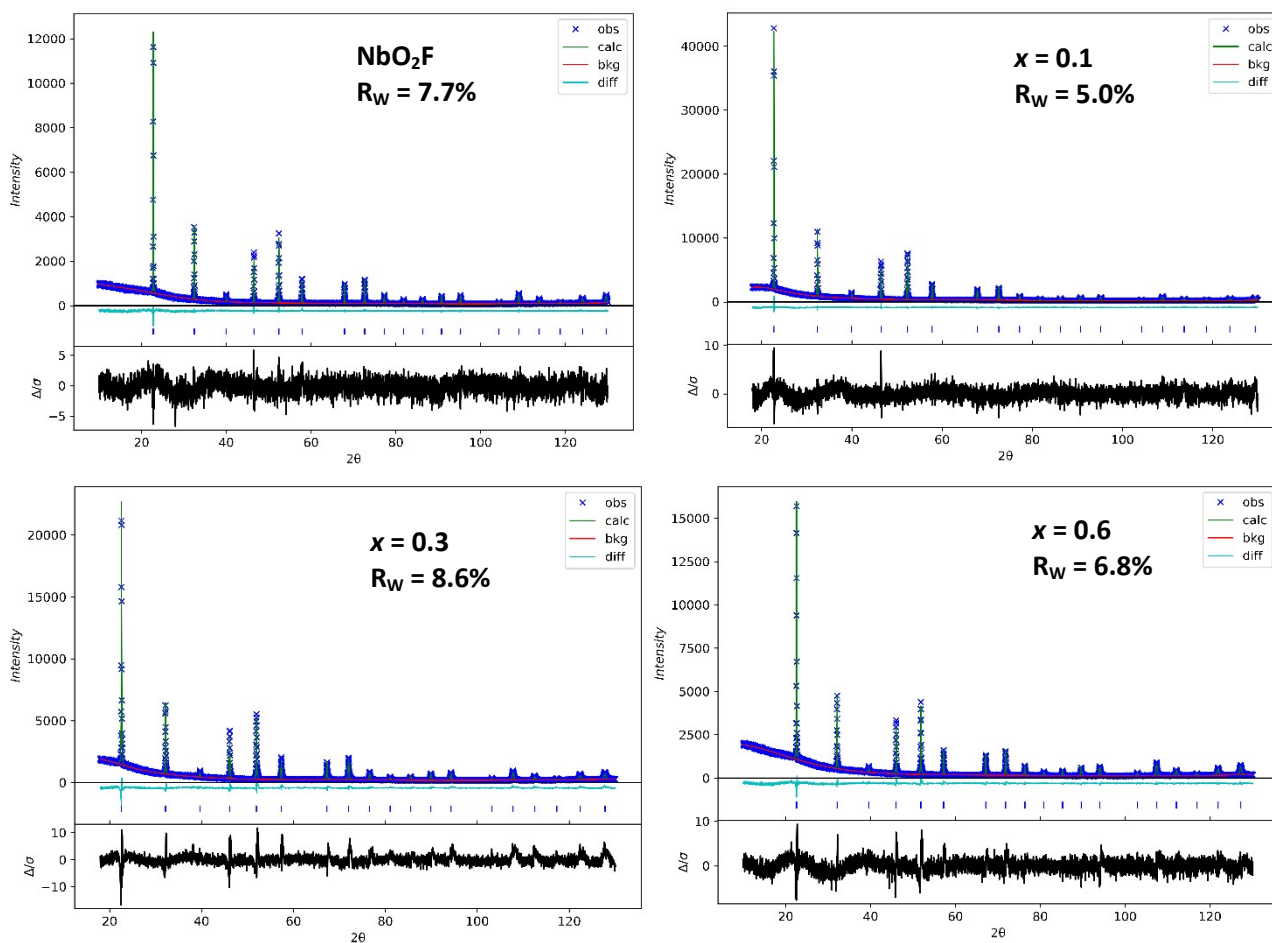 NbO₂F
R_W = 7.7%
obs
calc
bkg
diff
Intensity
12000
10000
8000
6000
4000
2000
0
Δ/σ
5
0
−5
20 40 60 80 100 120
2θ
x = 0.1
R_W = 5.0%
obs
calc
bkg
diff
Intensity
40000
30000
20000
10000
0
Δ/σ
10
0
20 40 60 80 100 120
2θ
x = 0.3
R_W = 8.6%
obs
calc
bkg
diff
Intensity
20000
15000
10000
5000
0
Δ/σ
10
0
−10
20 40 60 80 100 120
2θ
x = 0.6
R_W = 6.8%
obs
calc
bkg
diff
Intensity
15000
12500
10000
7500
5000
2500
0
Δ/σ
10
0
20 40 60 80 100 120
2θ